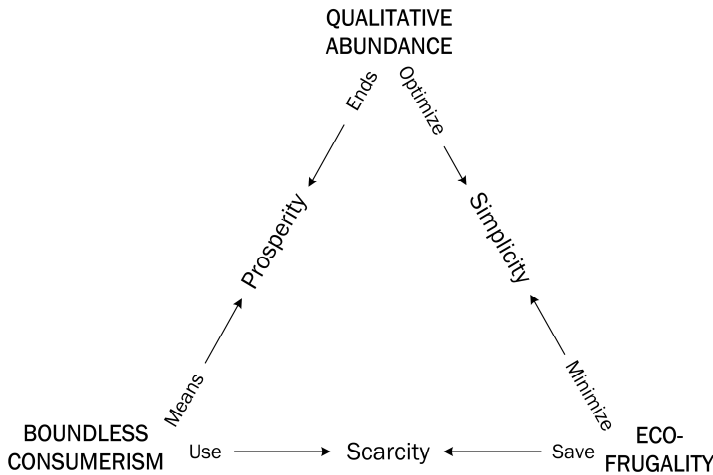 QUALITATIVE
ABUNDANCE
Ends
Optimize
Prosperity
Simplicity
Means
Minimize
BOUNDLESS
CONSUMERISM
Use
Scarcity
Save
ECO-
FRUGALITY